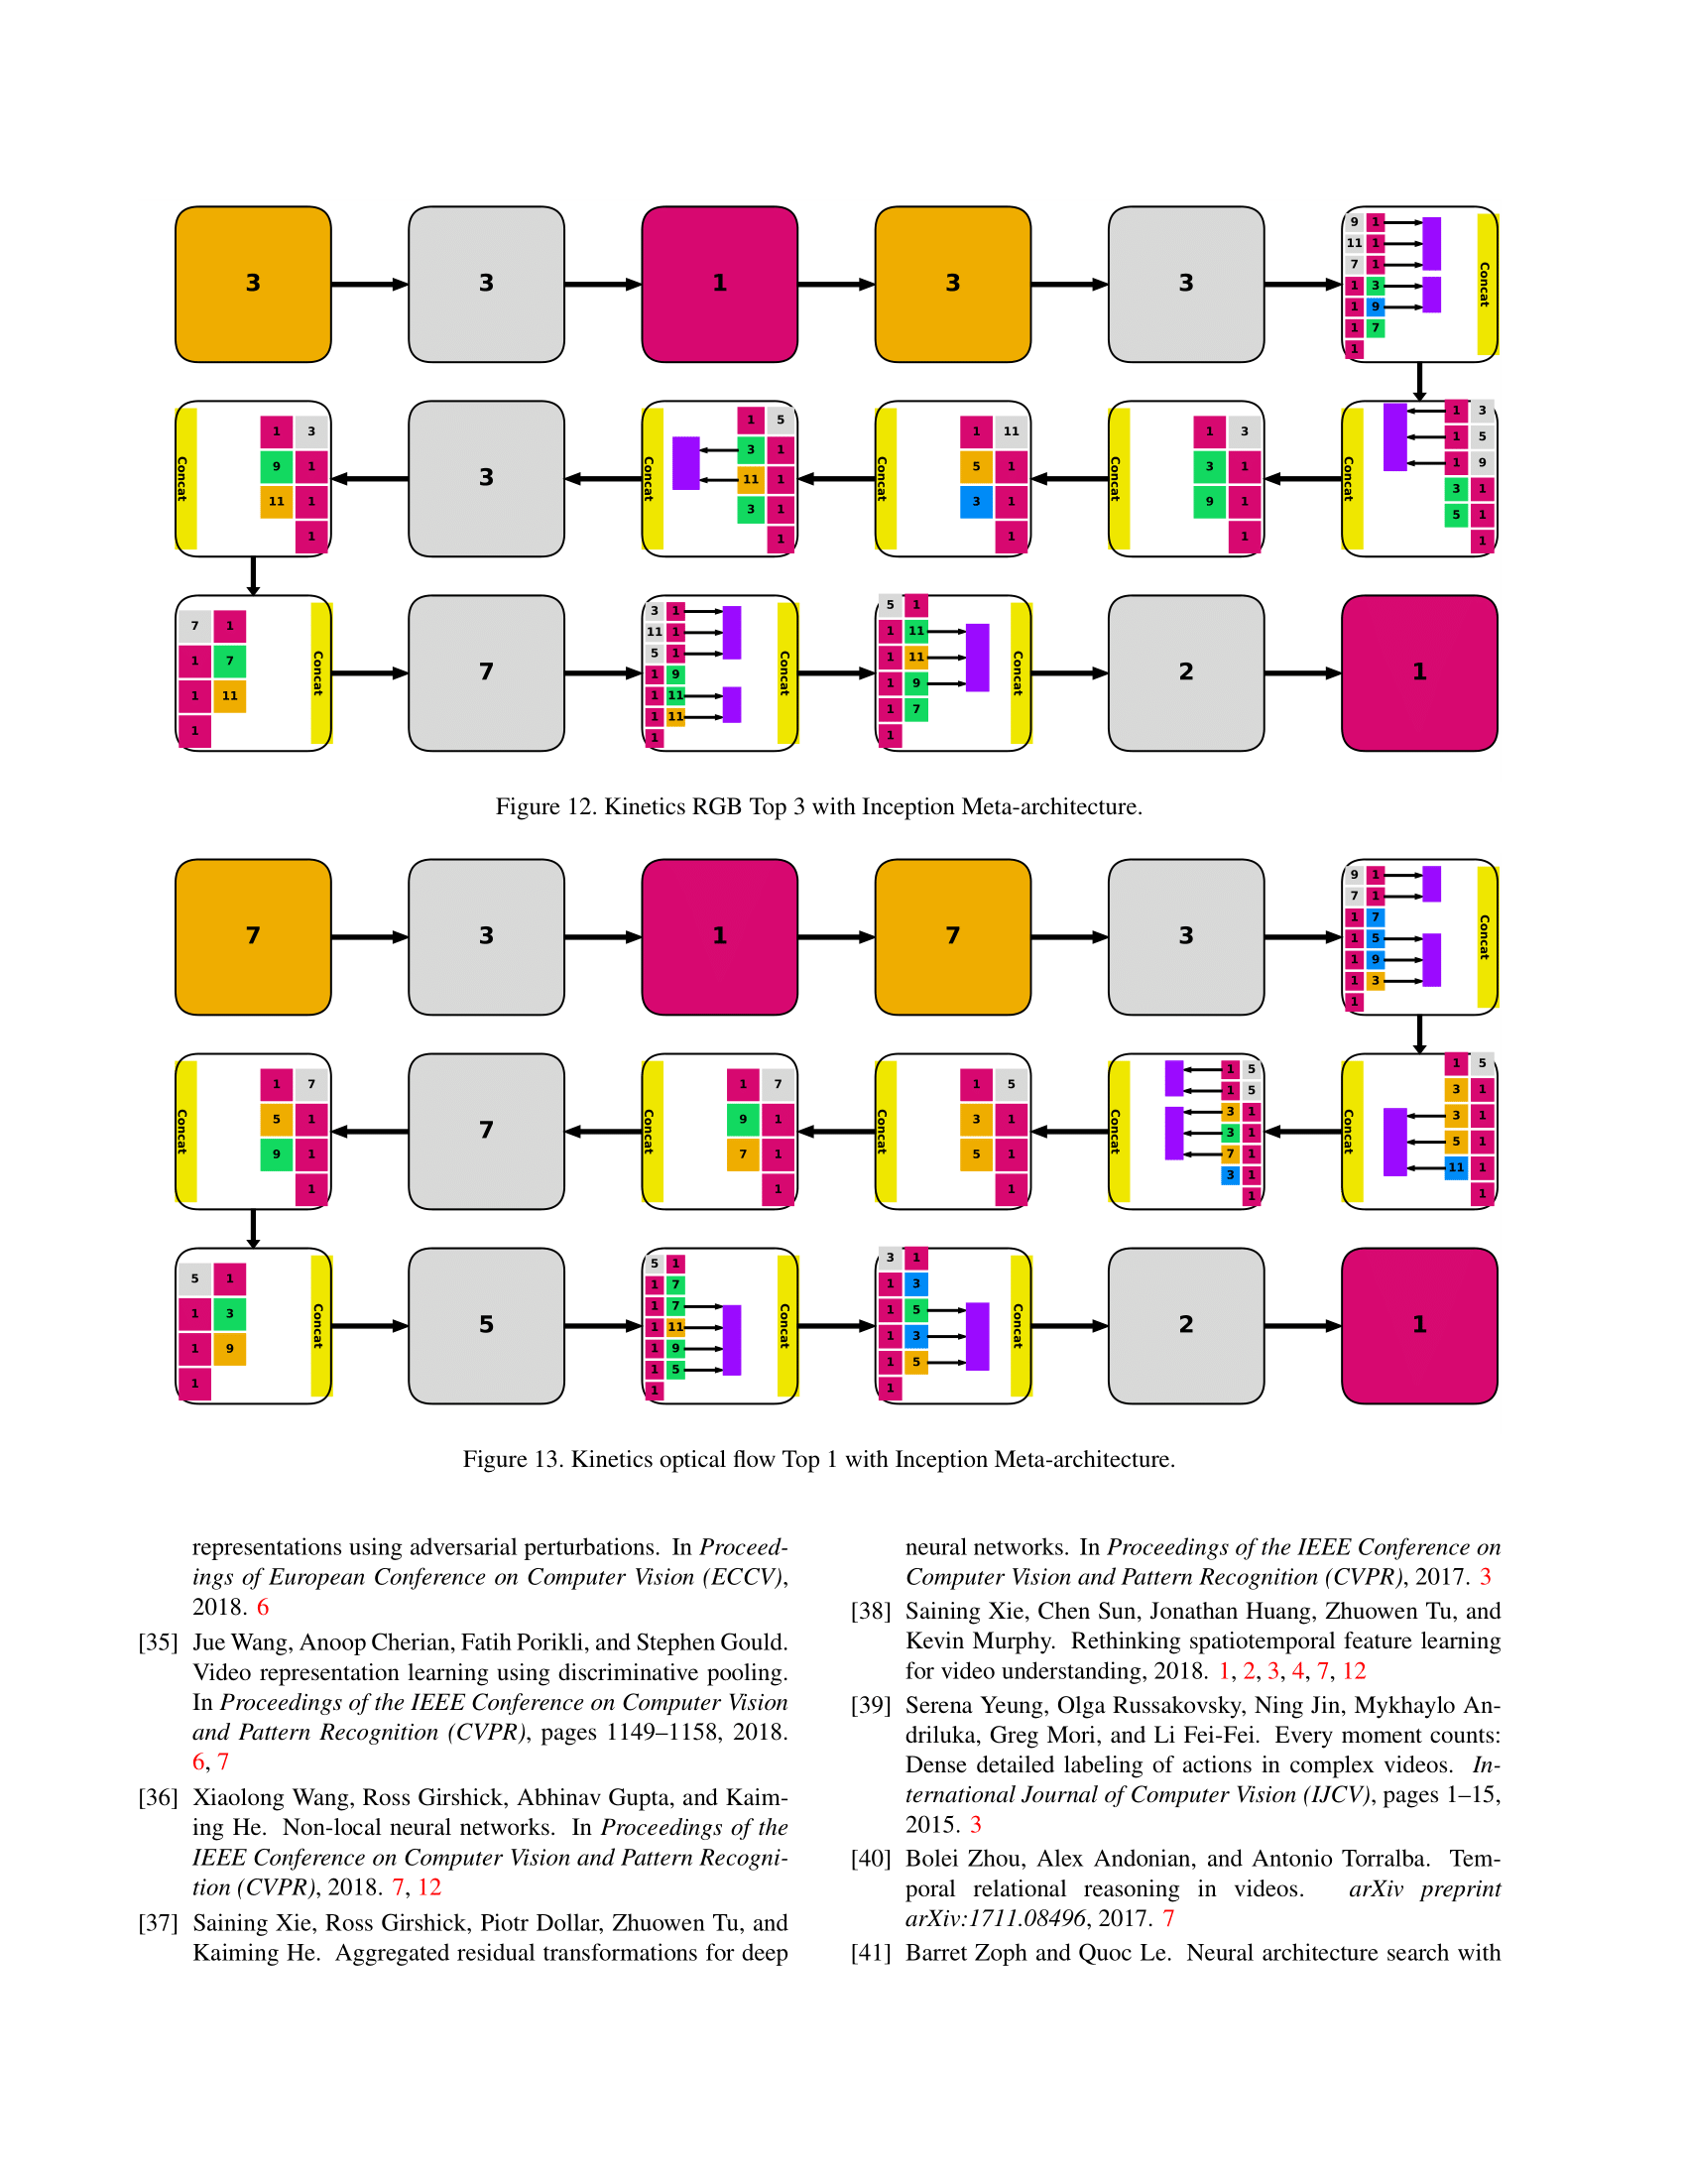 3 3 1 3 3
9 1
11 1
7 1
1 3
1 9
1 7
1
Concat
Concat
1 3
9 1
11 1
1
3
Concat
1 5
3 1
11 1
3 1
1
Concat
1 11
5 1
3 1
1
Concat
1 3
3 1
9 1
1
Concat
1 3
1 5
1 9
3 1
5 1
1
7 1
1 7
1 11
1
Concat
7
3 1
11 1
5 1
1 9
1 11
1 11
1
Concat
5 1
1 11
1 11
1 9
1 7
1
Concat
2
1
Figure 12. Kinetics RGB Top 3 with Inception Meta-architecture.
7 3 1 7 3
9 1
7 1
1 7
1 5
1 9
1 3
1
Concat
Concat
1 7
5 1
9 1
1
7
Concat
1 7
9 1
7 1
1
Concat
1 5
3 1
5 1
1
Concat
1 5
1 5
3 1
3 1
7 1
3 1
1
Concat
1 5
3 1
3 1
5 1
11 1
1
5 1
1 3
1 9
1
Concat
5
5 1
1 7
1 7
1 11
1 9
1 5
1
Concat
3 1
1 3
1 5
1 3
1 5
1
Concat
2
1
Figure 13. Kinetics optical flow Top 1 with Inception Meta-architecture.
representations using adversarial perturbations. In Proceed-
ings of European Conference on Computer Vision (ECCV),
2018. 6
[35] Jue Wang, Anoop Cherian, Fatih Porikli, and Stephen Gould.
Video representation learning using discriminative pooling.
In Proceedings of the IEEE Conference on Computer Vision
and Pattern Recognition (CVPR), pages 1149–1158, 2018.
6, 7
[36] Xiaolong Wang, Ross Girshick, Abhinav Gupta, and Kaim-
ing He. Non-local neural networks. In Proceedings of the
IEEE Conference on Computer Vision and Pattern Recogni-
tion (CVPR), 2018. 7, 12
[37] Saining Xie, Ross Girshick, Piotr Dollar, Zhuowen Tu, and
Kaiming He. Aggregated residual transformations for deep
neural networks. In Proceedings of the IEEE Conference on
Computer Vision and Pattern Recognition (CVPR), 2017. 3
[38] Saining Xie, Chen Sun, Jonathan Huang, Zhuowen Tu, and
Kevin Murphy. Rethinking spatiotemporal feature learning
for video understanding, 2018. 1, 2, 3, 4, 7, 12
[39] Serena Yeung, Olga Russakovsky, Ning Jin, Mykhaylo An-
driluka, Greg Mori, and Li Fei-Fei. Every moment counts:
Dense detailed labeling of actions in complex videos. In-
ternational Journal of Computer Vision (IJCV), pages 1–15,
2015. 3
[40] Bolei Zhou, Alex Andonian, and Antonio Torralba. Tem-
poral relational reasoning in videos. arXiv preprint
arXiv:1711.08496, 2017. 7
[41] Barret Zoph and Quoc Le. Neural architecture search with